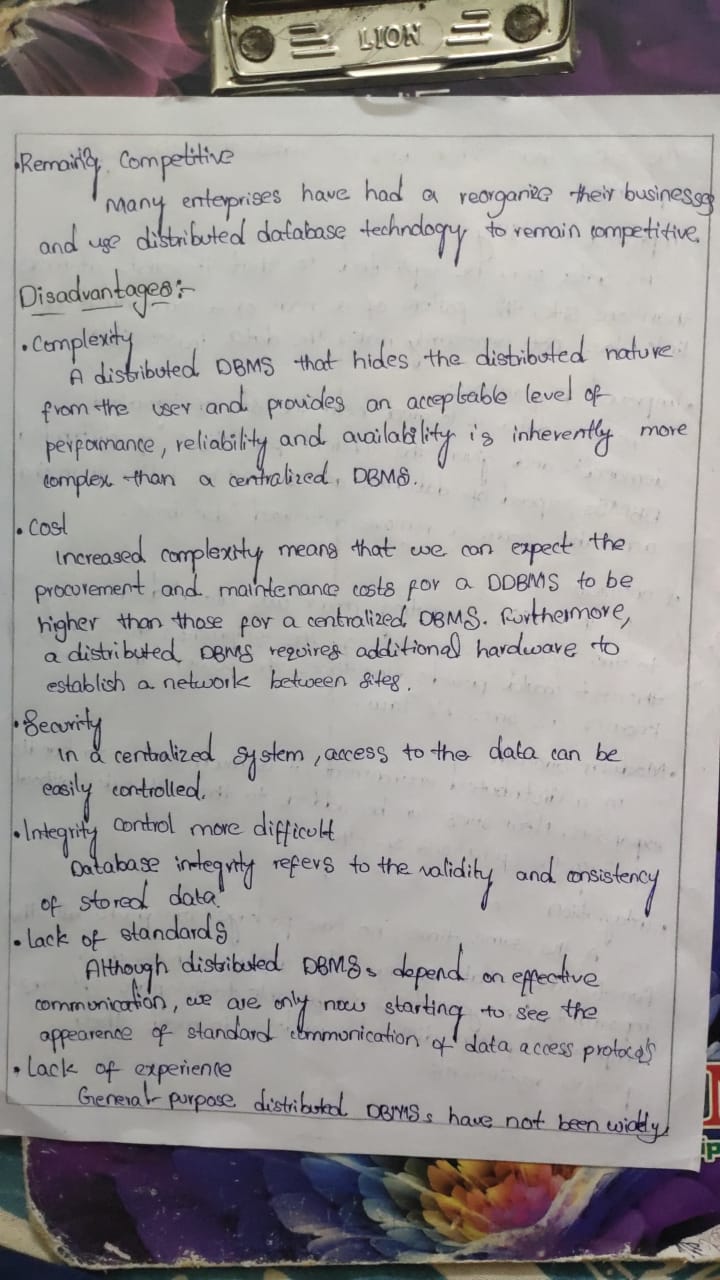 LION
•Remaining Competitive
Many enterprises have had a reorganize their businesses
and use distributed database technology to remain competitive.
Disadvantages:-
•Complexity
A distributed DBMS that hides the distributed nature
from the user and provides an acceptable level of
performance, reliability and availability is inherently more
complex than a centralized, DBMS.
•Cost
Increased complexity means that we can expect the
procurement and maintenance costs for a DDBMS to be
higher than those for a centralized DBMS. Furthermore,
a distributed DBMS requires additional hardware to
establish a network between sites.
•Security
In a centralized system, access to the data can be
easily controlled.
•Integrity control more difficult
Database integrity refers to the validity and consistency
of stored data.
•Lack of standards
Although distributed DBMSs depend on effective
communication, we are only now starting to see the
appearence of standard communication of data access protocols
•Lack of experience
General-purpose distributed DBMSs have not been widely